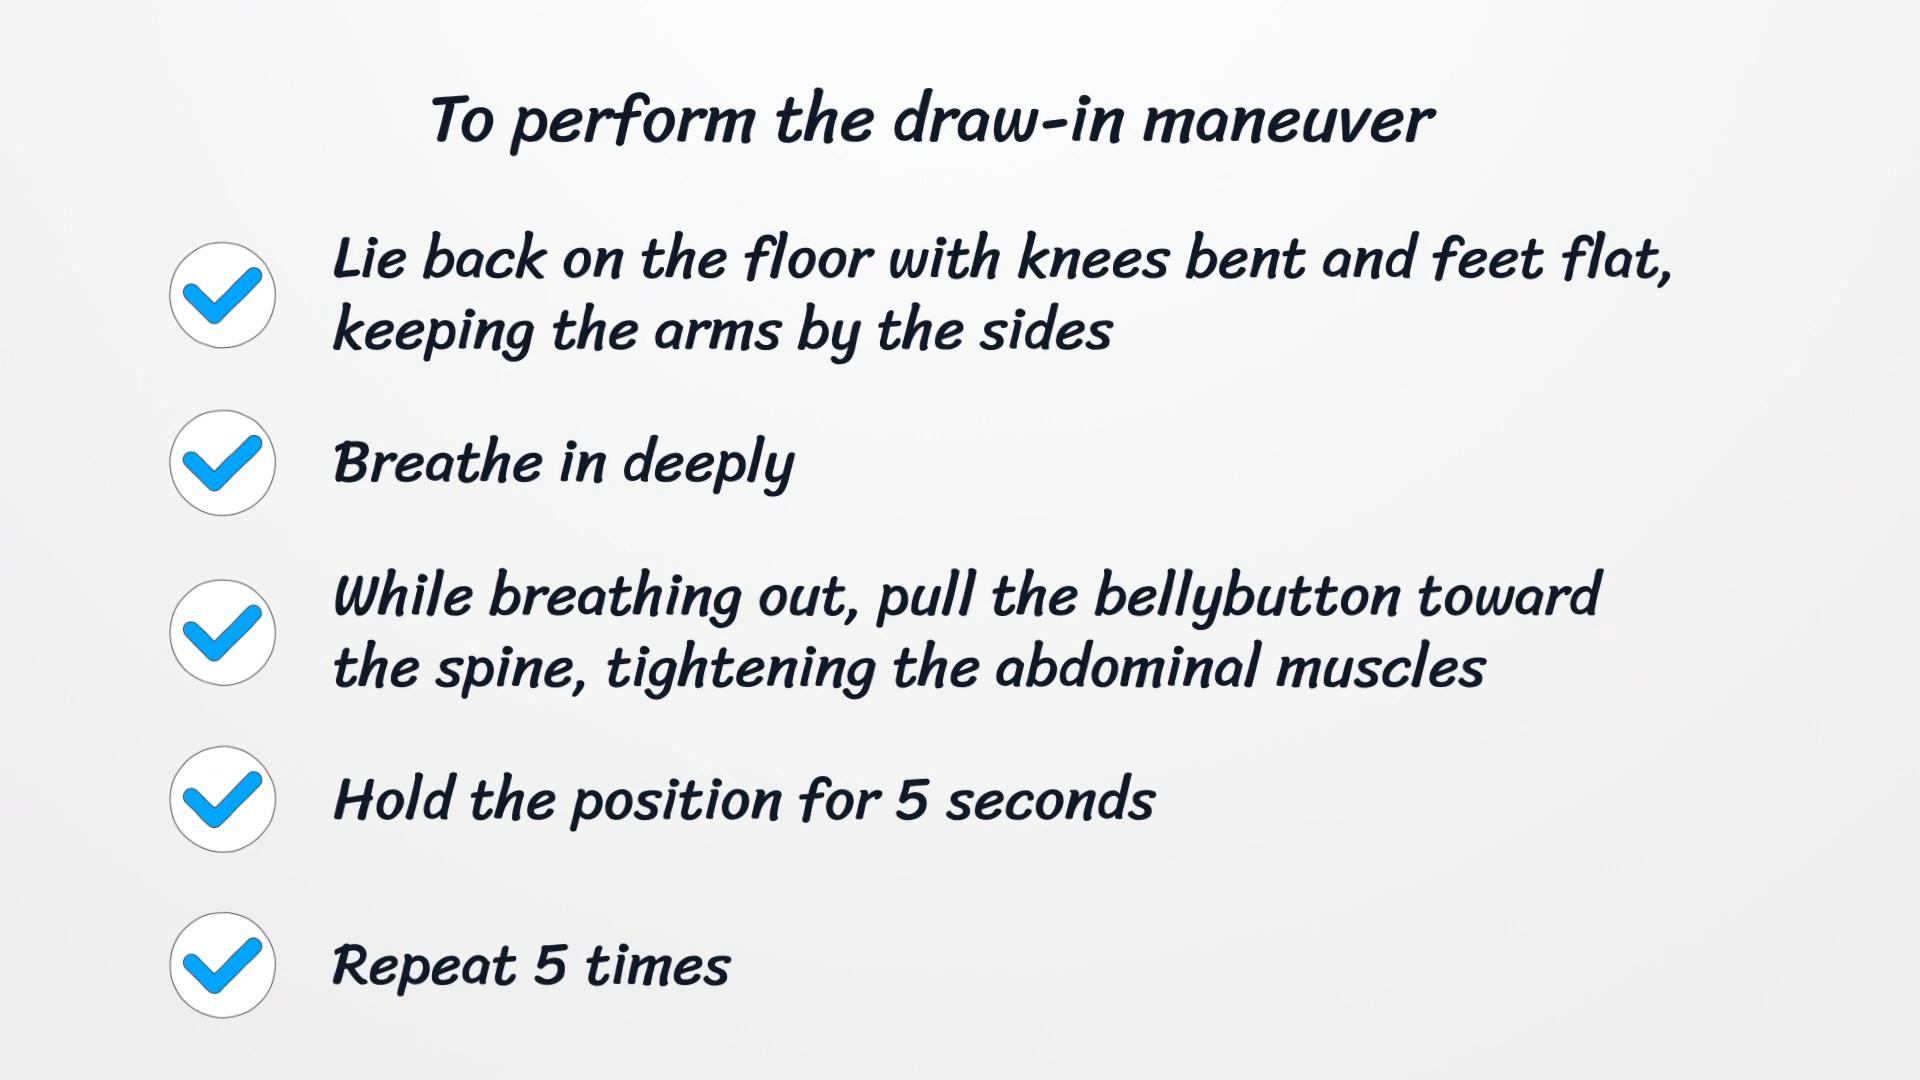 To perform the draw-in maneuver
Lie back on the floor with knees bent and feet flat,
keeping the arms by the sides
Breathe in deeply
While breathing out, pull the bellybutton toward
the spine, tightening the abdominal muscles
Hold the position for 5 seconds
Repeat 5 times